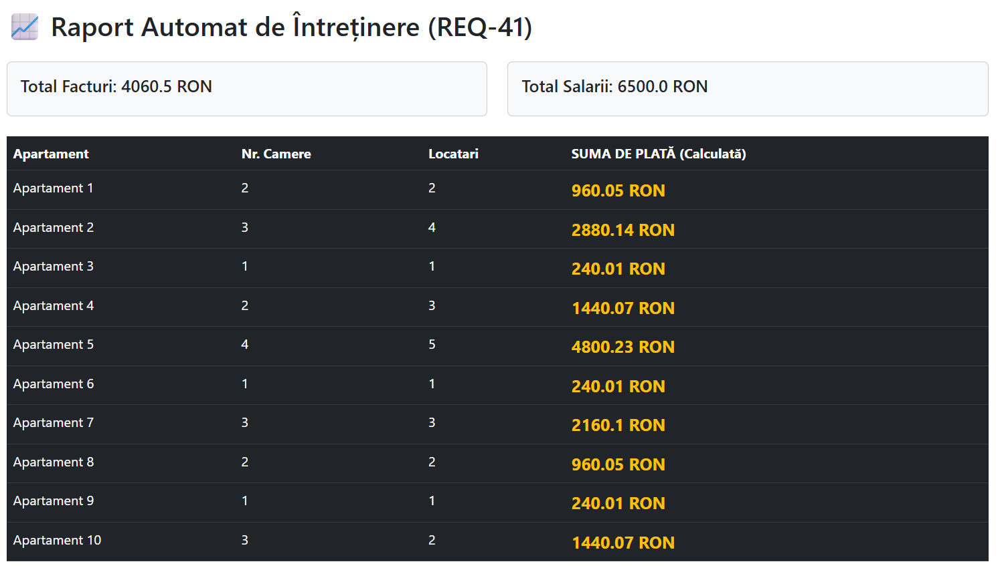 Raport Automat de Întreținere (REQ-41)
Total Facturi: 4060.5 RON
Total Salarii: 6500.0 RON
Apartament Nr. Camere Locatari SUMA DE PLATĂ (Calculată)
Apartament 1 2 2 960.05 RON
Apartament 2 3 4 2880.14 RON
Apartament 3 1 1 240.01 RON
Apartament 4 2 3 1440.07 RON
Apartament 5 4 5 4800.23 RON
Apartament 6 1 1 240.01 RON
Apartament 7 3 3 2160.1 RON
Apartament 8 2 2 960.05 RON
Apartament 9 1 1 240.01 RON
Apartament 10 3 2 1440.07 RON